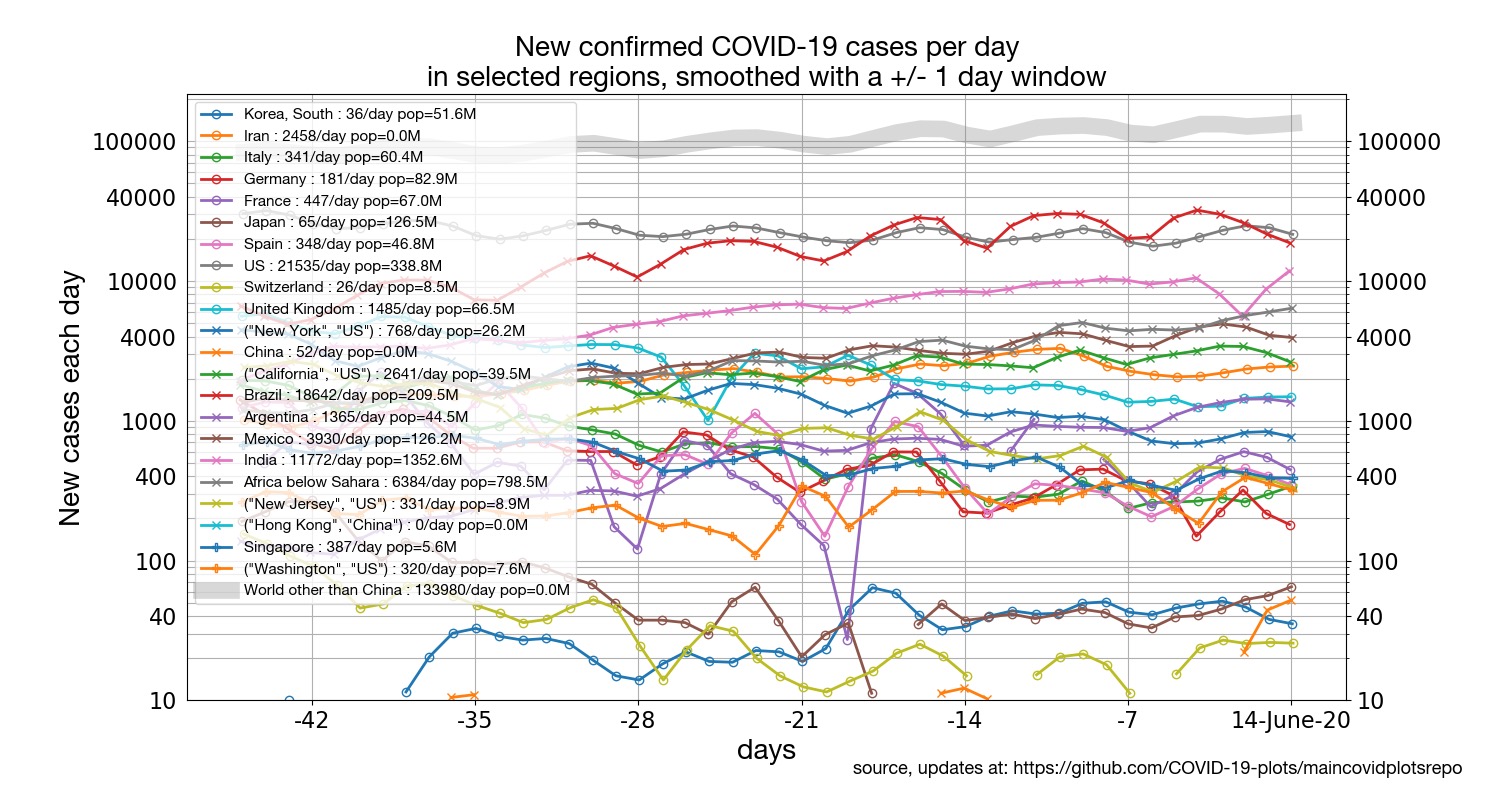 New confirmed COVID-19 cases per day
in selected regions, smoothed with a +/- 1 day window
New cases each day
100000
40000
10000
4000
1000
400
100
40
10
Korea, South : 36/day pop=51.6M
Iran : 2458/day pop=0.0M
Italy : 341/day pop=60.4M
Germany : 181/day pop=82.9M
France : 447/day pop=67.0M
Japan : 65/day pop=126.5M
Spain : 348/day pop=46.8M
US : 21535/day pop=338.8M
Switzerland : 26/day pop=8.5M
United Kingdom : 1485/day pop=66.5M
("New York", "US") : 768/day pop=26.2M
China : 52/day pop=0.0M
("California", "US") : 2641/day pop=39.5M
Brazil : 18642/day pop=209.5M
Argentina : 1365/day pop=44.5M
Mexico : 3930/day pop=126.2M
India : 11772/day pop=1352.6M
Africa below Sahara : 6384/day pop=798.5M
("New Jersey", "US") : 331/day pop=8.9M
("Hong Kong", "China") : 0/day pop=0.0M
Singapore : 387/day pop=5.6M
("Washington", "US") : 320/day pop=7.6M
World other than China : 133980/day pop=0.0M
100000
40000
10000
4000
1000
400
100
40
10
-42 -35 -28 -21 -14 -7 14-June-20
days
source, updates at: https://github.com/COVID-19-plots/maincovidplotsrepo